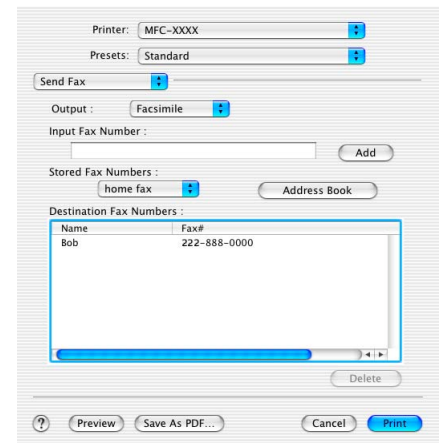 Printer: MFC-XXXX
Presets: Standard
Send Fax
Output : Facsimile
Input Fax Number :
Add
Stored Fax Numbers :
home fax Address Book
Destination Fax Numbers :
Name Fax#
Bob 222-888-0000
Delete
? Preview Save As PDF... Cancel Print